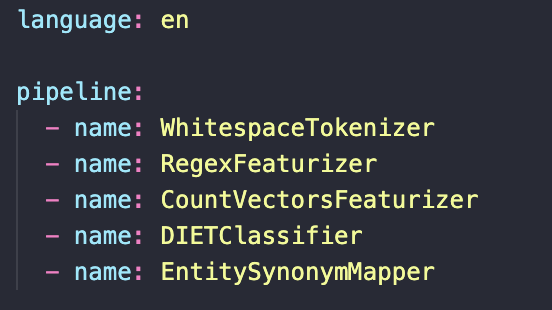 language: en
pipeline:
- name: WhitespaceTokenizer
- name: RegexFeaturizer
- name: CountVectorsFeaturizer
- name: DIETClassifier
- name: EntitySynonymMapper